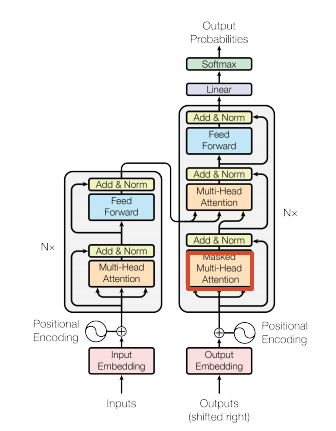 Output
Probabilities
Softmax
Linear
Add & Norm
Feed
Forward
Add & Norm
Multi-Head
Attention
Add & Norm
Masked
Multi-Head
Attention
Nx
Add & Norm
Feed
Forward
Add & Norm
Multi-Head
Attention
Nx
Positional
Encoding
Positional
Encoding
Input
Embedding
Output
Embedding
Inputs
Outputs
(shifted right)